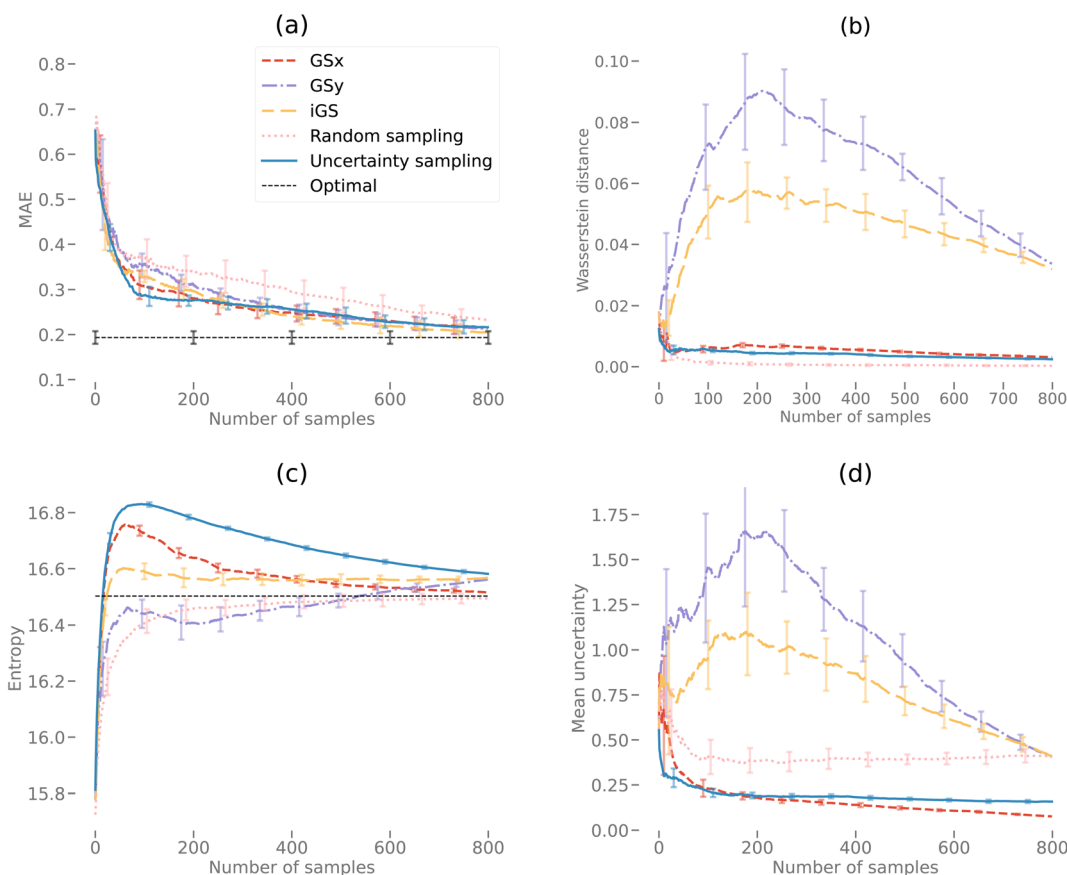 (a)
0.8
0.7
0.6
0.5
0.4
0.3
0.2
0.1
MAE
GSx
GSy
iGS
Random sampling
Uncertainty sampling
Optimal
0 200 400 600 800
Number of samples
(b)
0.10
0.08
0.06
0.04
0.02
0.00
Wasserstein distance
0 100 200 300 400 500 600 700 800
Number of samples
(c)
16.8
16.6
16.4
16.2
16.0
15.8
Entropy
0 200 400 600 800
Number of samples
(d)
1.75
1.50
1.25
1.00
0.75
0.50
0.25
0.00
Mean uncertainty
0 200 400 600 800
Number of samples